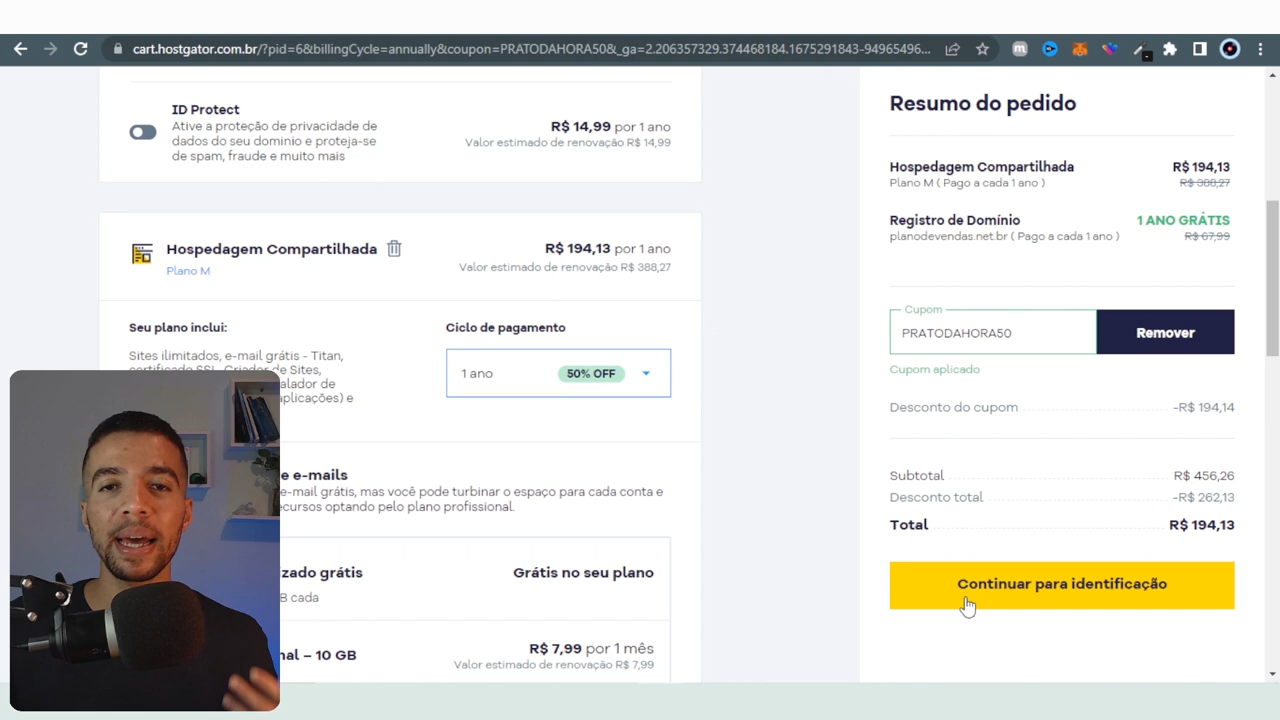 cart.hostgator.com.br/?pid=6&billingCycle=annually&coupon=PRATODAHORA50&_ga=2.206357329.374468184.1675291843-94965496...
ID Protect
Ative a proteção de privacidade de
dados do seu dominio e proteja-se
de spam, fraude e muito mais
R$ 14,99 por 1 ano
Valor estimado de renovação R$ 14,99
Hospedagem Compartilhada
Plano M
R$ 194,13 por 1 ano
Valor estimado de renovação R$ 388,27
Seu plano inclui:
Sites ilimitados, e-mail grátis - Titan,
certificado SSL, Criador de Sites,
alador de
aplicações) e
Ciclo de pagamento
1 ano 50% OFF
e e-mails
e-mail grátis, mas você pode turbinar o espaço para cada conta e
ecursos optando pelo plano profissional.
zado grátis
Grátis no seu plano
B cada
nal – 10 GB
R$ 7,99 por 1 mês
Valor estimado de renovação R$ 7,99
Resumo do pedido
Hospedagem Compartilhada R$ 194,13
Plano M ( Pago a cada 1 ano ) R$ 388,27
Registro de Domínio 1 ANO GRÁTIS
planodevendas.net.br ( Pago a cada 1 ano ) R$ 67,99
Cupom
PRATODAHORA50
Remover
Cupom aplicado
Desconto do cupom -R$ 194,14
Subtotal R$ 456,26
Desconto total -R$ 262,13
Total R$ 194,13
Continuar para identificação